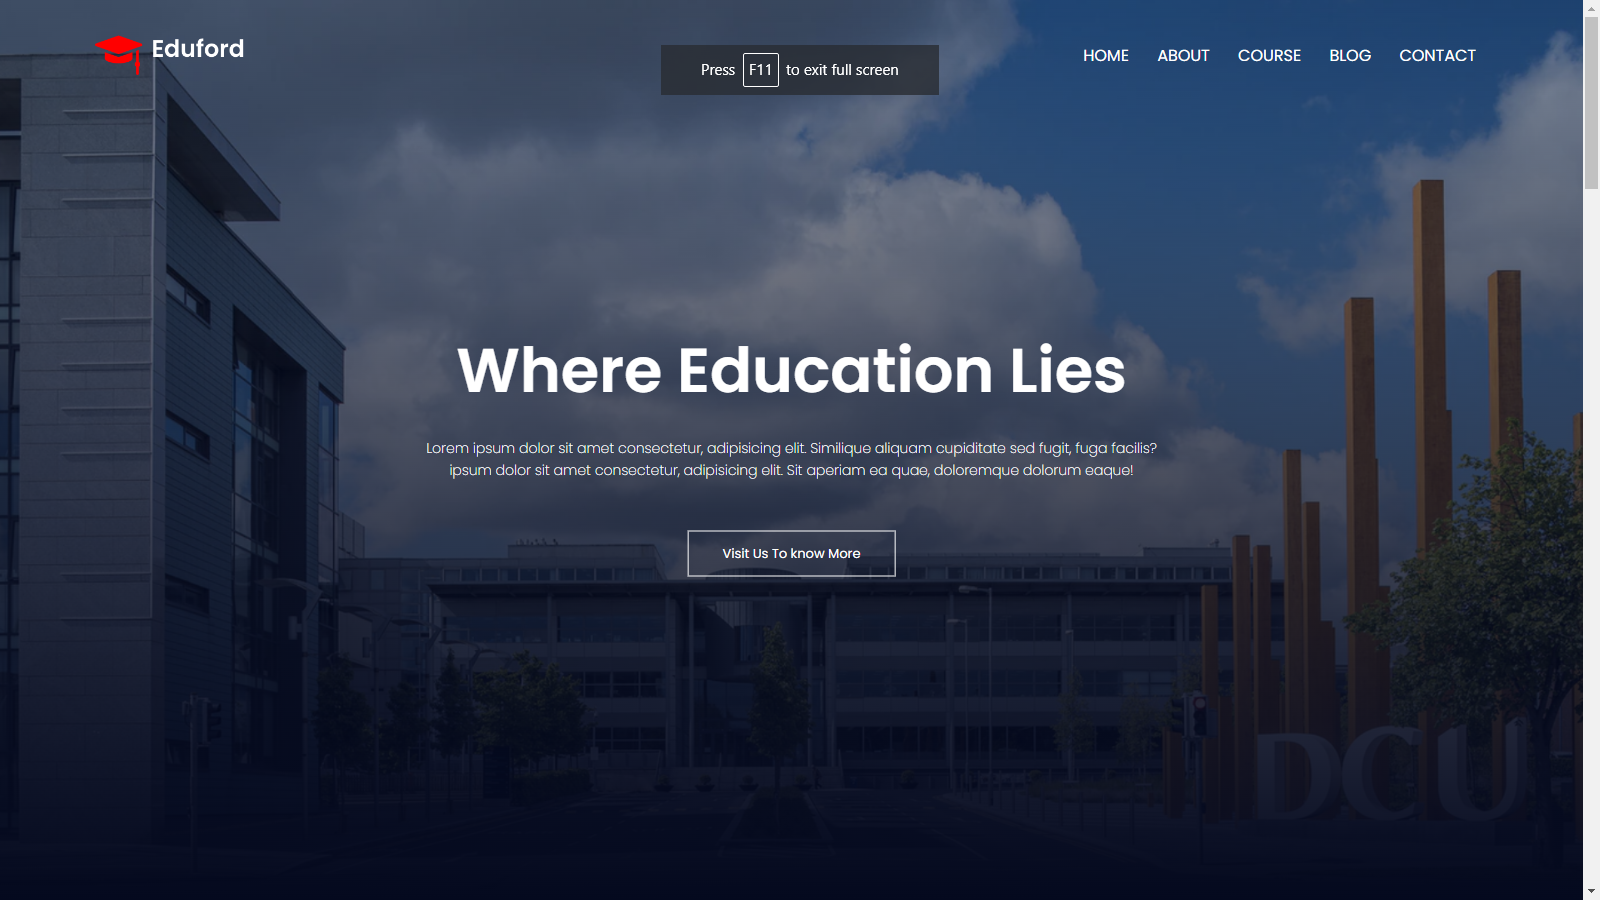 Eduford
Press F11 to exit full screen
HOME ABOUT COURSE BLOG CONTACT
Where Education Lies
Lorem ipsum dolor sit amet consectetur, adipisicing elit. Similique aliquam cupiditate sed fugit, fuga facilis?
ipsum dolor sit amet consectetur, adipisicing elit. Sit aperiam ea quae, doloremque dolorum eaque!
Visit Us To know More
DCU